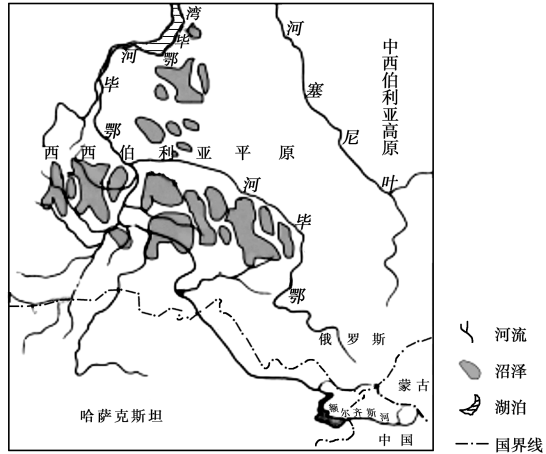 湾
毕
鄂
河
毕
鄂
河
塞
尼
叶
中西伯利亚高原
西西伯利亚平原
河
毕
鄂
俄罗斯
蒙古
额尔齐斯河
哈萨克斯坦
中国
河流
沼泽
湖泊
国界线